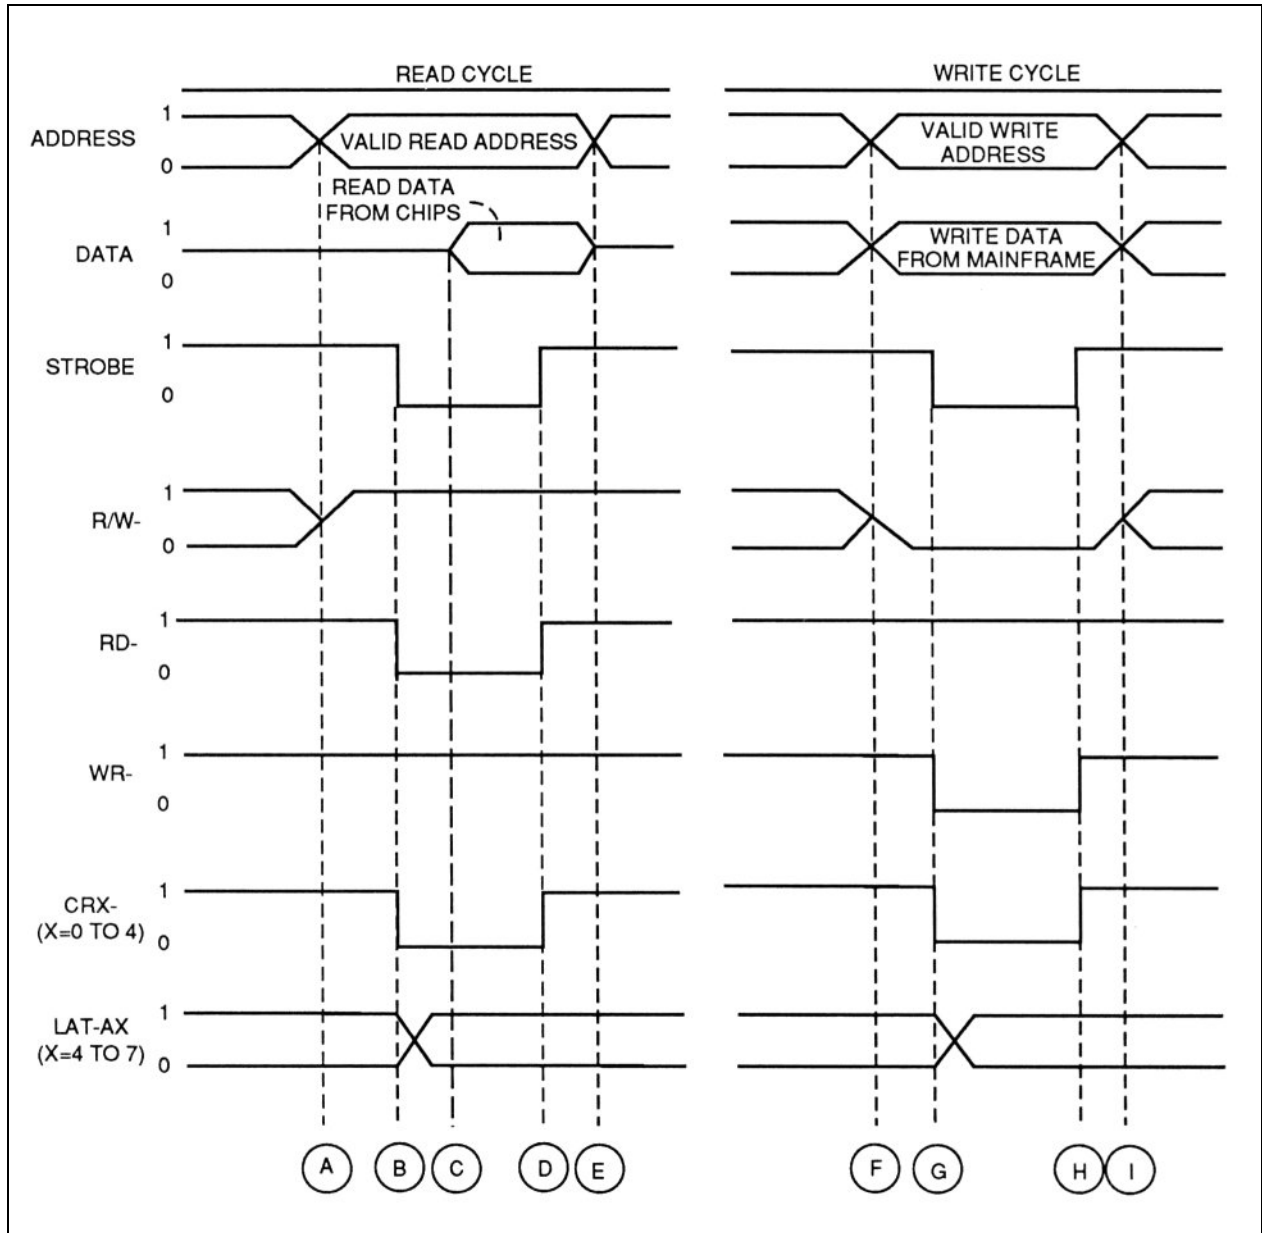 READ CYCLE
WRITE CYCLE
ADDRESS
1
0
VALID READ ADDRESS
VALID WRITE
ADDRESS
READ DATA
FROM CHIPS
DATA
1
0
WRITE DATA
FROM MAINFRAME
STROBE
1
0
R/W-
1
0
RD-
1
0
WR-
1
0
CRX-
(X=0 TO 4)
1
0
LAT-AX
(X=4 TO 7)
1
0
A B C D E F G H I